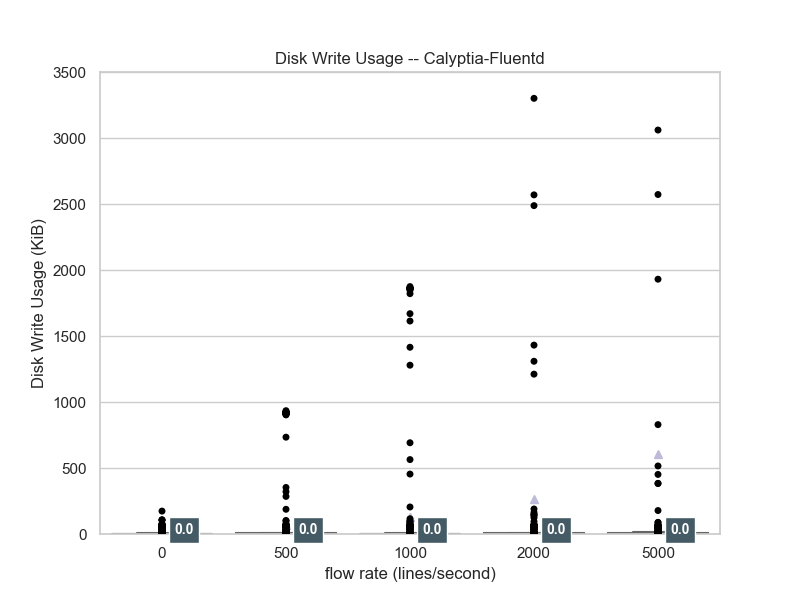 Disk Write Usage -- Calyptia-Fluentd
Disk Write Usage (KiB)
3500
3000
2500
2000
1500
1000
500
0
0.0 0.0 0.0 0.0 0.0
0 500 1000 2000 5000
flow rate (lines/second)